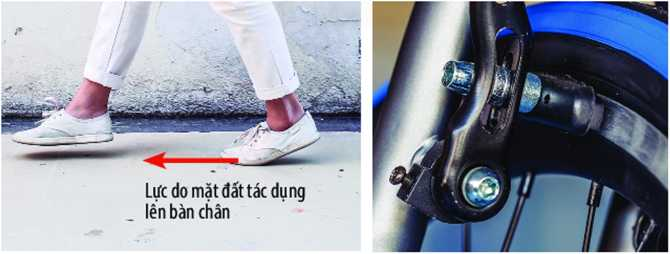 Lực do mặt đất tác dụng
lên bàn chân